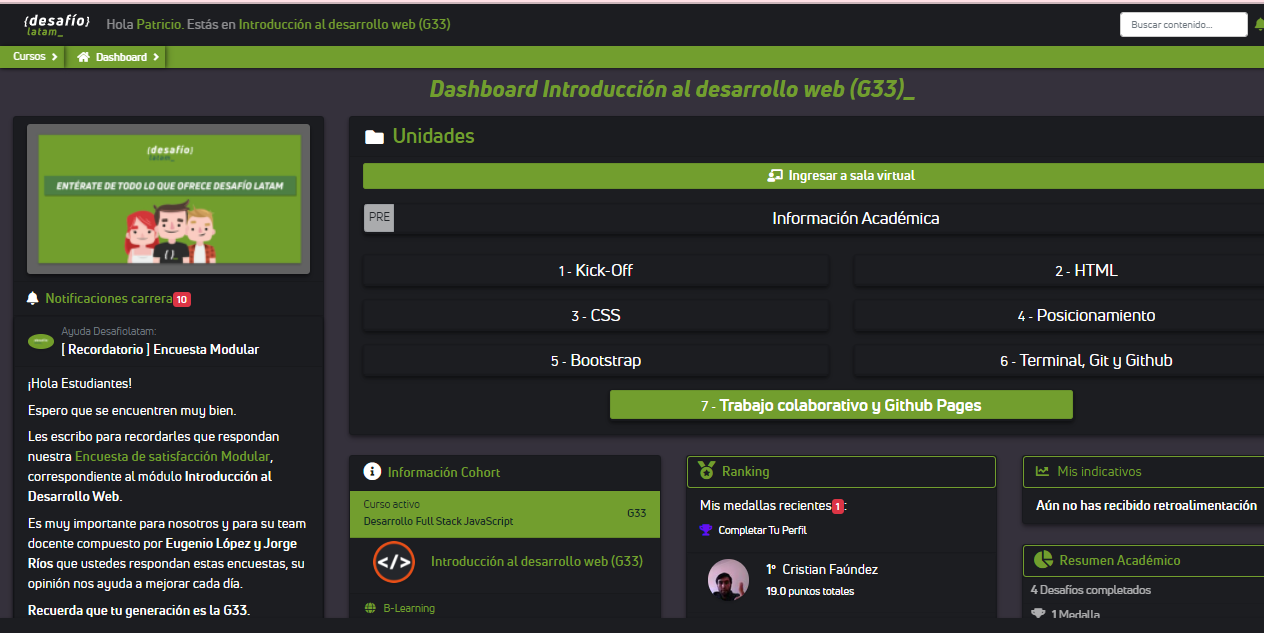 {desafío}
latam_
Hola Patricio. Estás en Introducción al desarrollo web (G33)
Buscar contenido...
Cursos
Dashboard
Dashboard Introducción al desarrollo web (G33)_
{desafío}
latam_
ENTÉRATE DE TODO LO QUE OFRECE DESAFÍO LATAM
Notificaciones carrera 10
Ayuda Desafiolatam:
[ Recordatorio ] Encuesta Modular
¡Hola Estudiantes!
Espero que se encuentren muy bien.
Les escribo para recordarles que respondan
nuestra Encuesta de satisfacción Modular,
correspondiente al módulo Introducción al
Desarrollo Web.
Es muy importante para nosotros y para su team
docente compuesto por Eugenio López y Jorge
Ríos que ustedes respondan estas encuestas, su
opinión nos ayuda a mejorar cada día.
Recuerda que tu generación es la G33.
Unidades
Ingresar a sala virtual
PRE
Información Académica
1 - Kick-Off
2 - HTML
3 - CSS
4 - Posicionamiento
5 - Bootstrap
6 - Terminal, Git y Github
7 - Trabajo colaborativo y Github Pages
Información Cohort
Curso activo
Desarrollo Full Stack JavaScript
G33
</>
Introducción al desarrollo web (G33)
B-Learning
Ranking
Mis medallas recientes 1:
Completar Tu Perfil
1° Cristian Faúndez
19.0 puntos totales
Mis indicativos
Aún no has recibido retroalimentación
Resumen Académico
4 Desafíos completados
1 Medalla